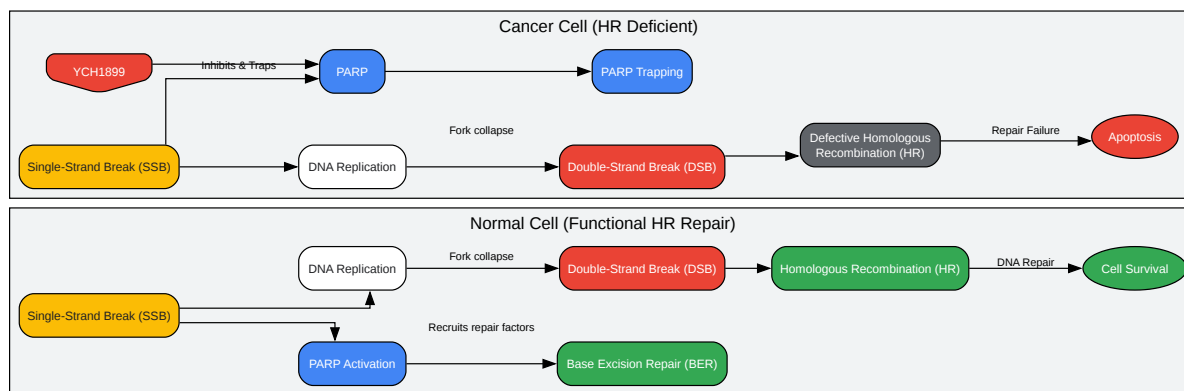 Cancer Cell (HR Deficient)
YCH1899
Inhibits & Traps
PARP
PARP Trapping
Single-Strand Break (SSB)
DNA Replication
Fork collapse
Double-Strand Break (DSB)
Defective Homologous
Recombination (HR)
Repair Failure
Apoptosis
Normal Cell (Functional HR Repair)
Single-Strand Break (SSB)
DNA Replication
Fork collapse
Double-Strand Break (DSB)
Homologous Recombination (HR)
DNA Repair
Cell Survival
PARP Activation
Recruits repair factors
Base Excision Repair (BER)